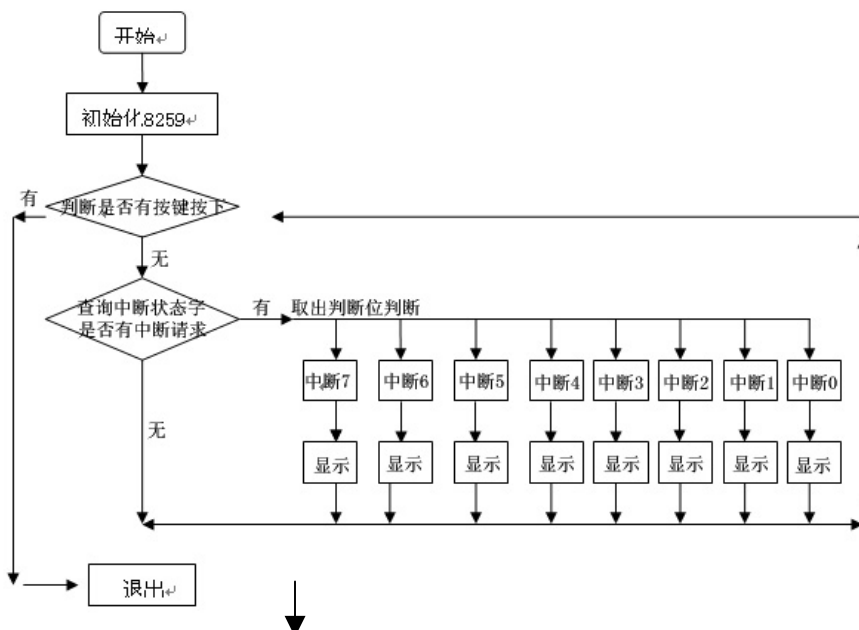 开始
初始化8259
有
判断是否有按键按下
无
查询中断状态字
是否有中断请求
有 取出判断位判断
中断7 中断6 中断5 中断4 中断3 中断2 中断1 中断0
无
显示 显示 显示 显示 显示 显示 显示 显示
退出